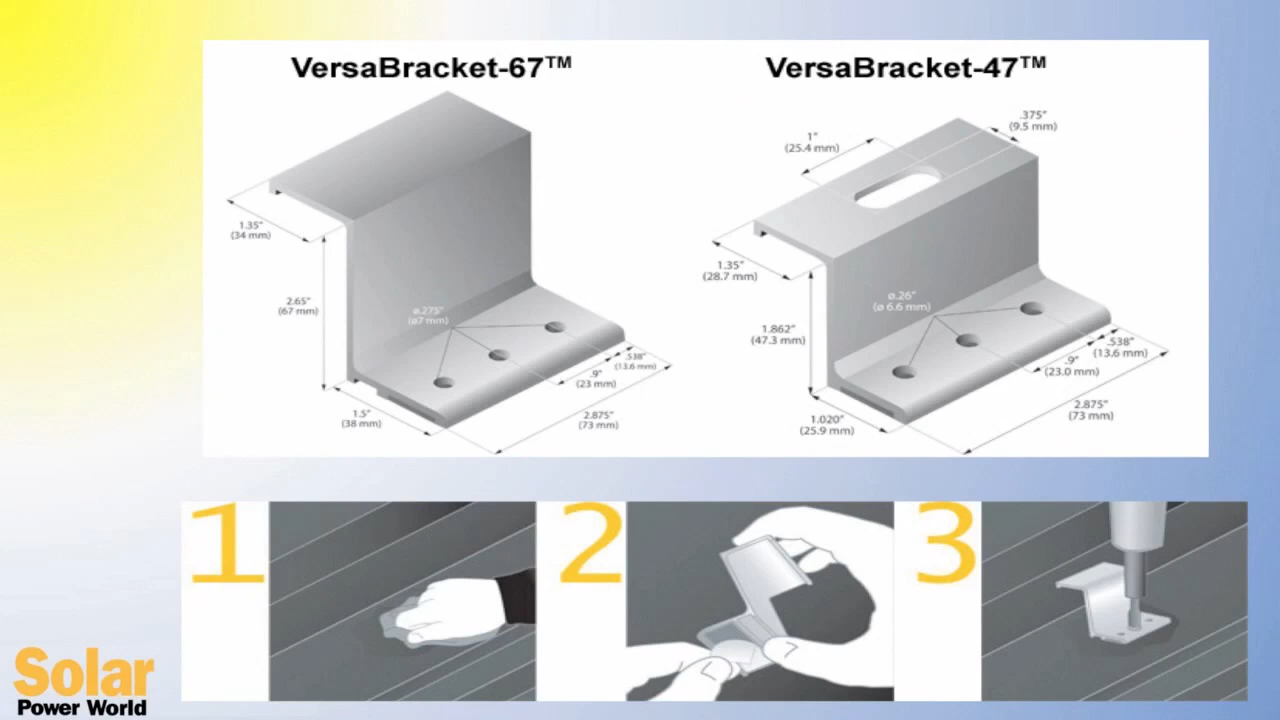 VersaBracket-67™
VersaBracket-47™
1.35"
(34 mm)
2.65"
(67 mm)
ø.275"
(ø7 mm)
1.5"
(38 mm)
.538"
(13.6 mm)
.9"
(23 mm)
2.875"
(73 mm)
1"
(25.4 mm)
.375"
(9.5 mm)
1.35"
(28.7 mm)
1.862"
(47.3 mm)
ø.26"
(ø 6.6 mm)
1.020"
(25.9 mm)
.538"
(13.6 mm)
.9"
(23.0 mm)
2.875"
(73 mm)
1
2
3
Solar
Power World